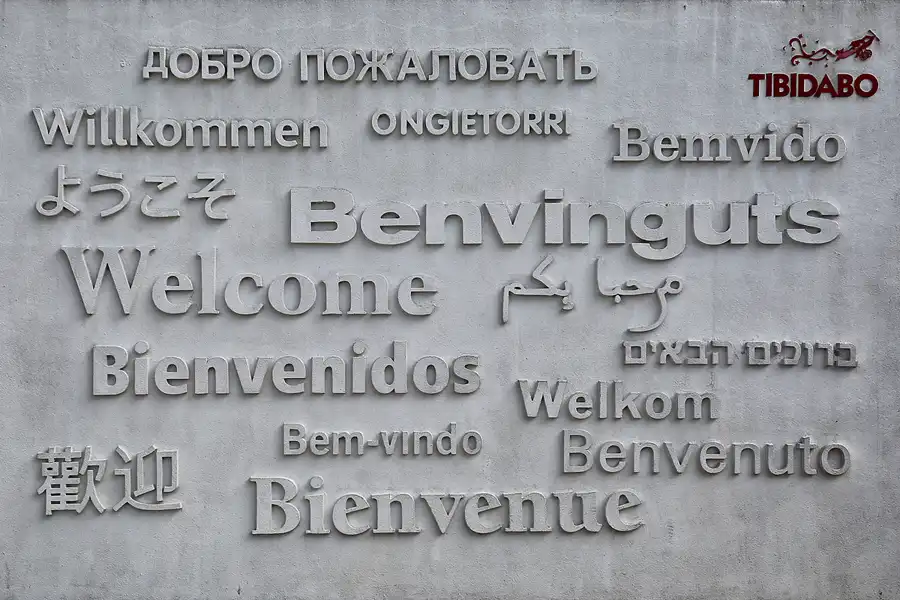 ДОБРО ПОЖАЛОВАТЬ
TIBIDABO
Willkommen
ONGIETORRI
Bemvido
ようこそ
Benvinguts
Welcome
مرحبا بكم
ברוכים הבאים
Bienvenidos
Welkom
Bem-vindo
Benvenuto
歡迎
Bienvenue